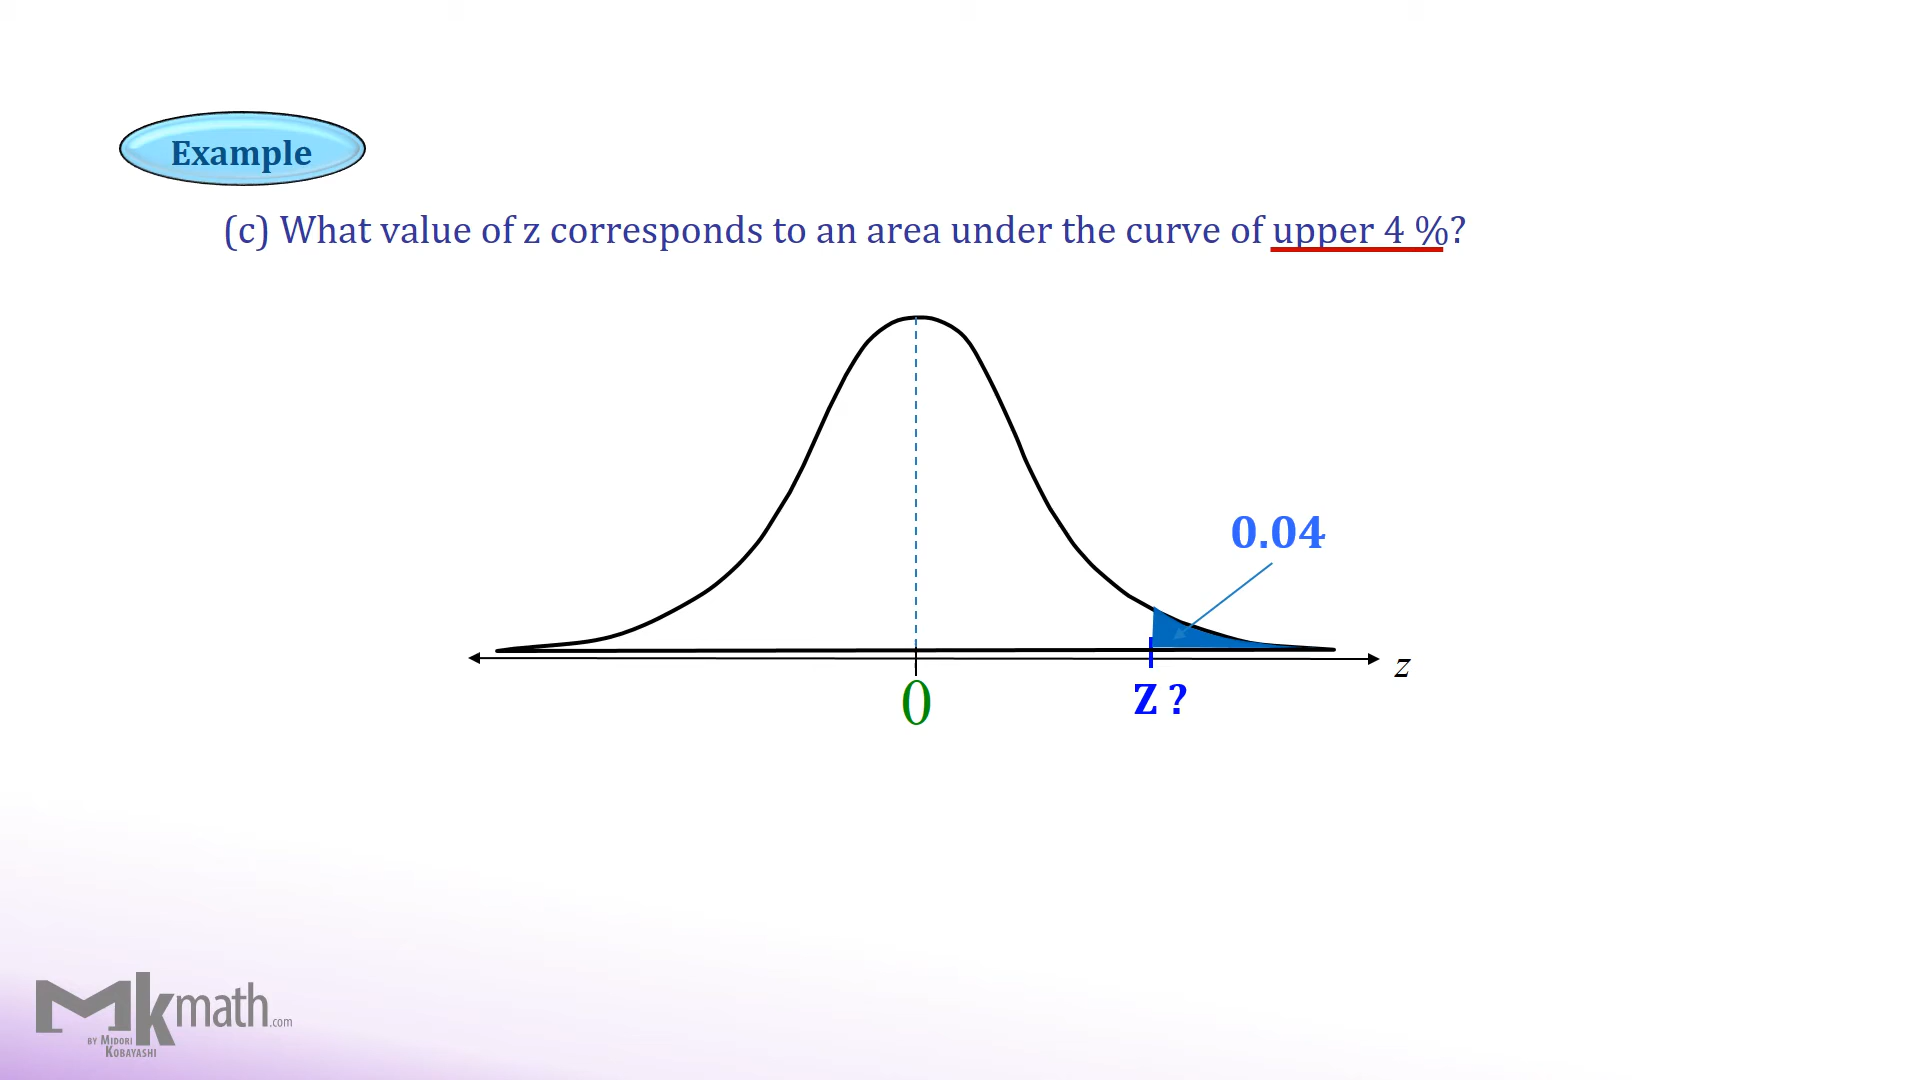 Example
(c) What value of z corresponds to an area under the curve of upper 4 %?
0.04
z
0
Z ?
Mkmath.com
BY MIDORI
KOBAYASHI